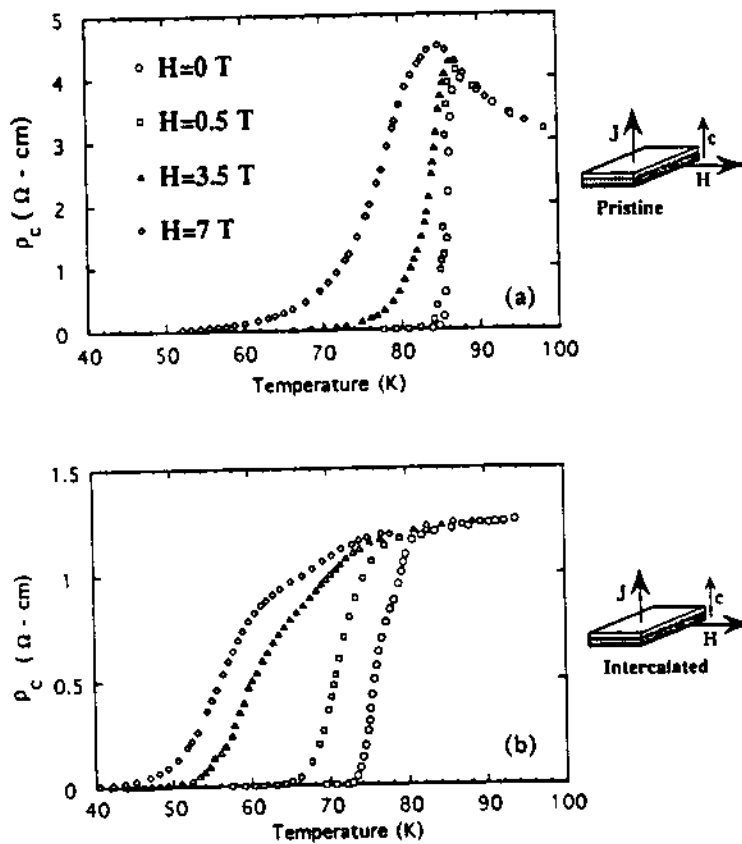 5
4
3
2
1
0
ρc ( Ω - cm)
H=0 T
H=0.5 T
H=3.5 T
H=7 T
(a)
40 50 60 70 80 90 100
Temperature (K)
J
c
H
Pristine
1.5
1
0.5
0
ρc ( Ω - cm)
(b)
40 50 60 70 80 90 100
Temperature (K)
J
c
H
Intercalated